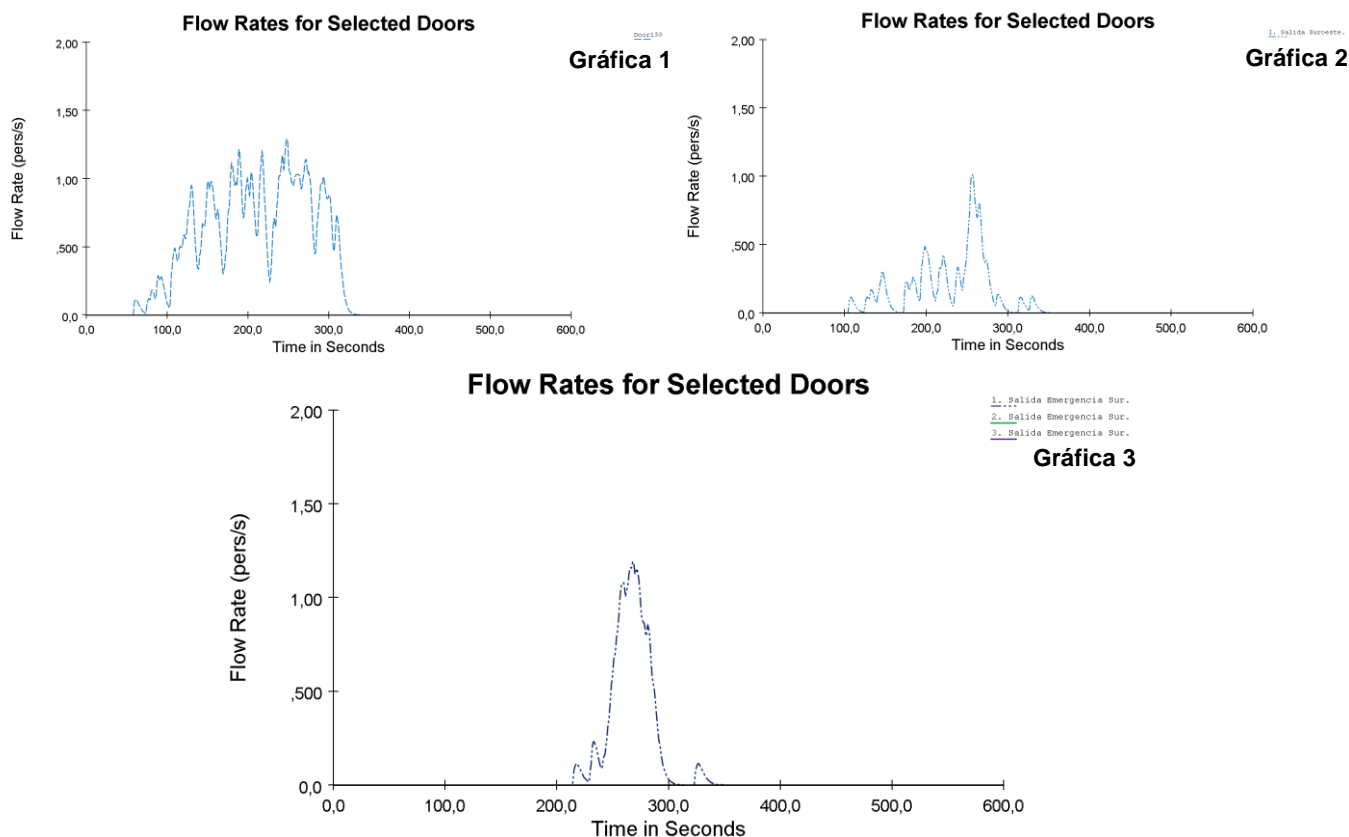 Flow Rates for Selected Doors
Door150
Gráfica 1
2,00
1,50
1,00
,500
0,0
Flow Rate (pers/s)
0,0 100,0 200,0 300,0 400,0 500,0 600,0
Time in Seconds
Flow Rates for Selected Doors
1. Salida Suroeste.
Gráfica 2
2,00
1,50
1,00
,500
0,0
Flow Rate (pers/s)
0,0 100,0 200,0 300,0 400,0 500,0 600,0
Time in Seconds
Flow Rates for Selected Doors
1. Salida Emergencia Sur.
2. Salida Emergencia Sur.
3. Salida Emergencia Sur.
Gráfica 3
2,00
1,50
1,00
,500
0,0
Flow Rate (pers/s)
0,0 100,0 200,0 300,0 400,0 500,0 600,0
Time in Seconds